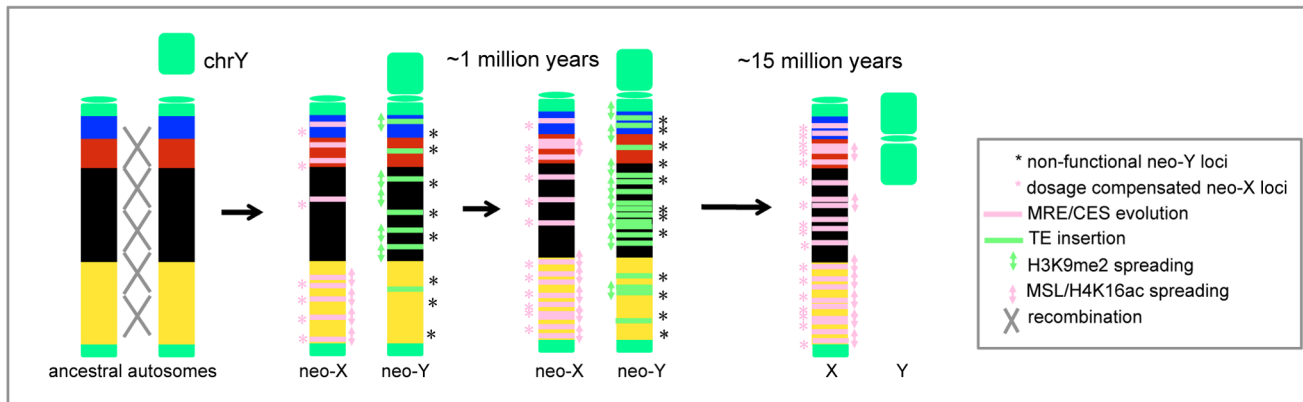 chrY
~1 million years
~15 million years
ancestral autosomes
neo-X
neo-Y
neo-X
neo-Y
X
Y
* non-functional neo-Y loci
* dosage compensated neo-X loci
MRE/CES evolution
TE insertion
H3K9me2 spreading
MSL/H4K16ac spreading
recombination